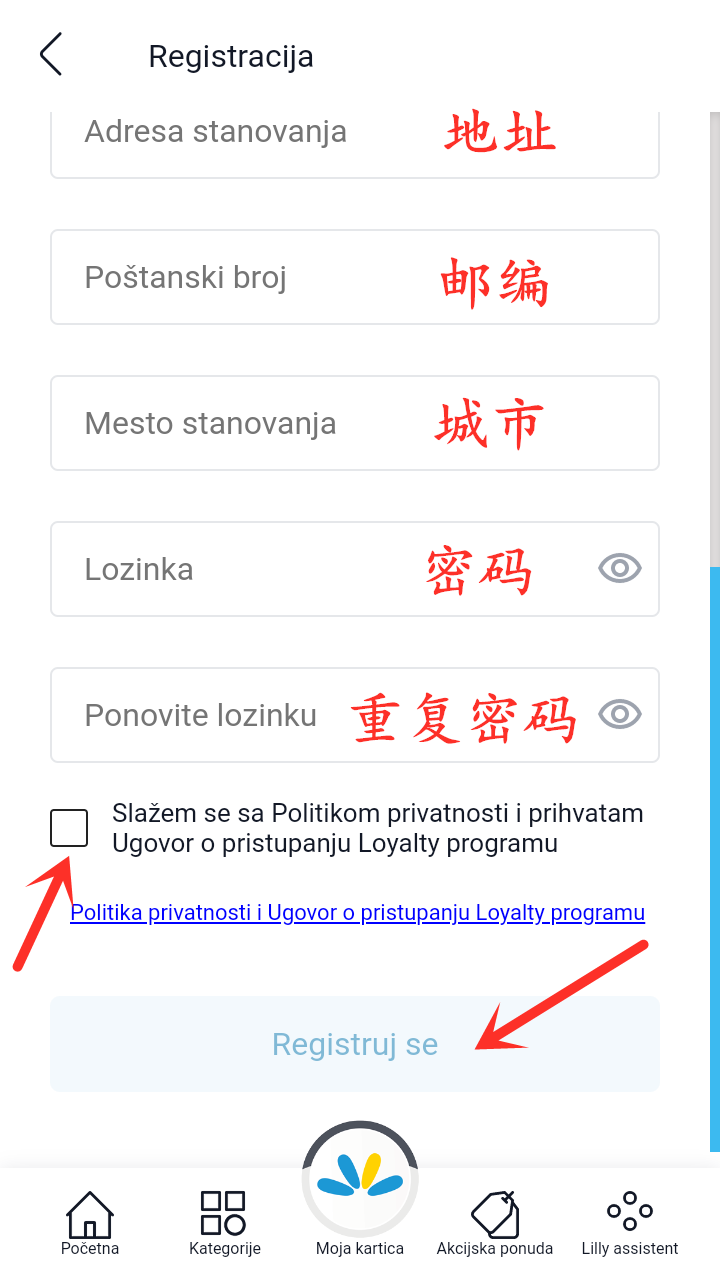 Registracija
Adresa stanovanja 地址
Poštanski broj 邮编
Mesto stanovanja 城市
Lozinka 密码
Ponovite lozinku 重复密码
Slažem se sa Politikom privatnosti i prihvatam
Ugovor o pristupanju Loyalty programu
Politika privatnosti i Ugovor o pristupanju Loyalty programu
Registruj se
Početna Kategorije Moja kartica Akcijska ponuda Lilly assistent